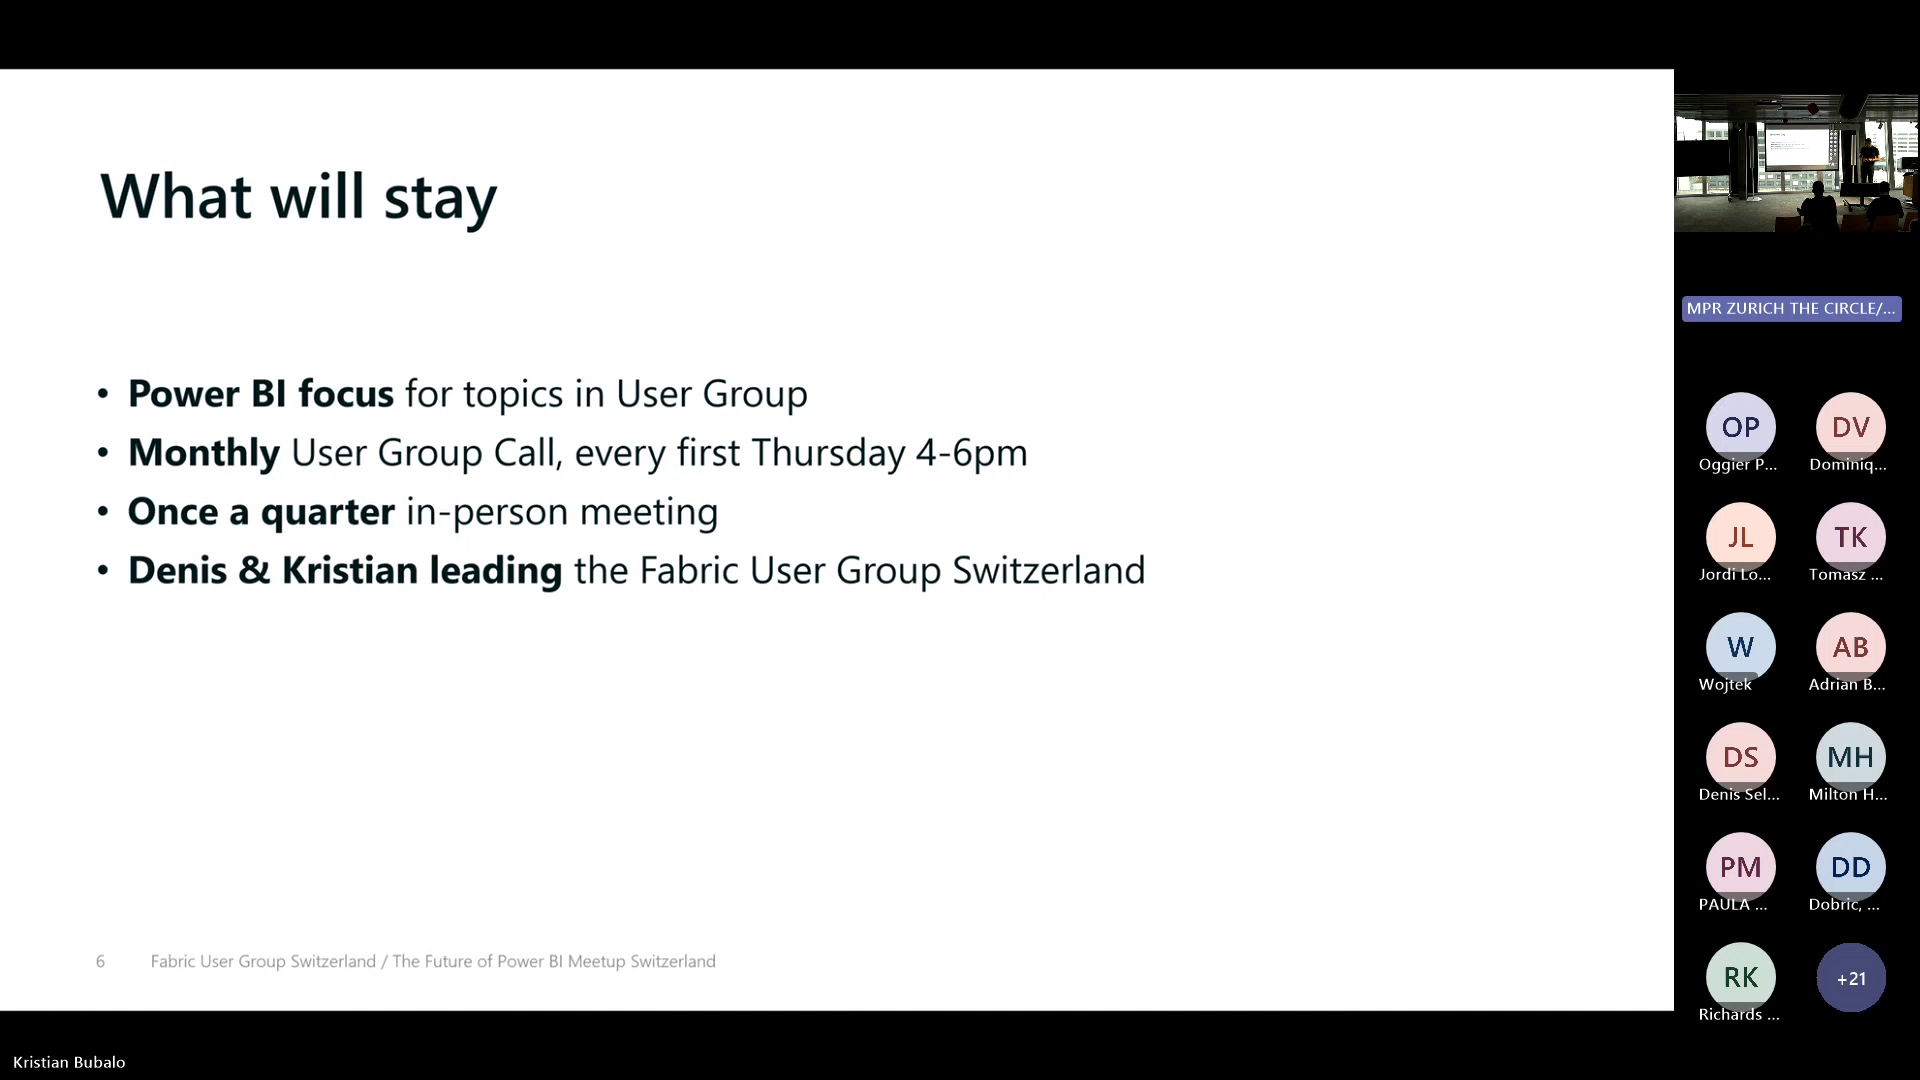 What will stay
• Power BI focus for topics in User Group
• Monthly User Group Call, every first Thursday 4-6pm
• Once a quarter in-person meeting
• Denis & Kristian leading the Fabric User Group Switzerland
6 Fabric User Group Switzerland / The Future of Power BI Meetup Switzerland
Kristian Bubalo
MPR ZURICH THE CIRCLE/...
OP DV
Oggier P... Dominiq...
JL TK
Jordi Lo... Tomasz ...
W AB
Wojtek Adrian B...
DS MH
Denis Sel... Milton H...
PM DD
PAULA ... Dobric, ...
RK +21
Richards ...